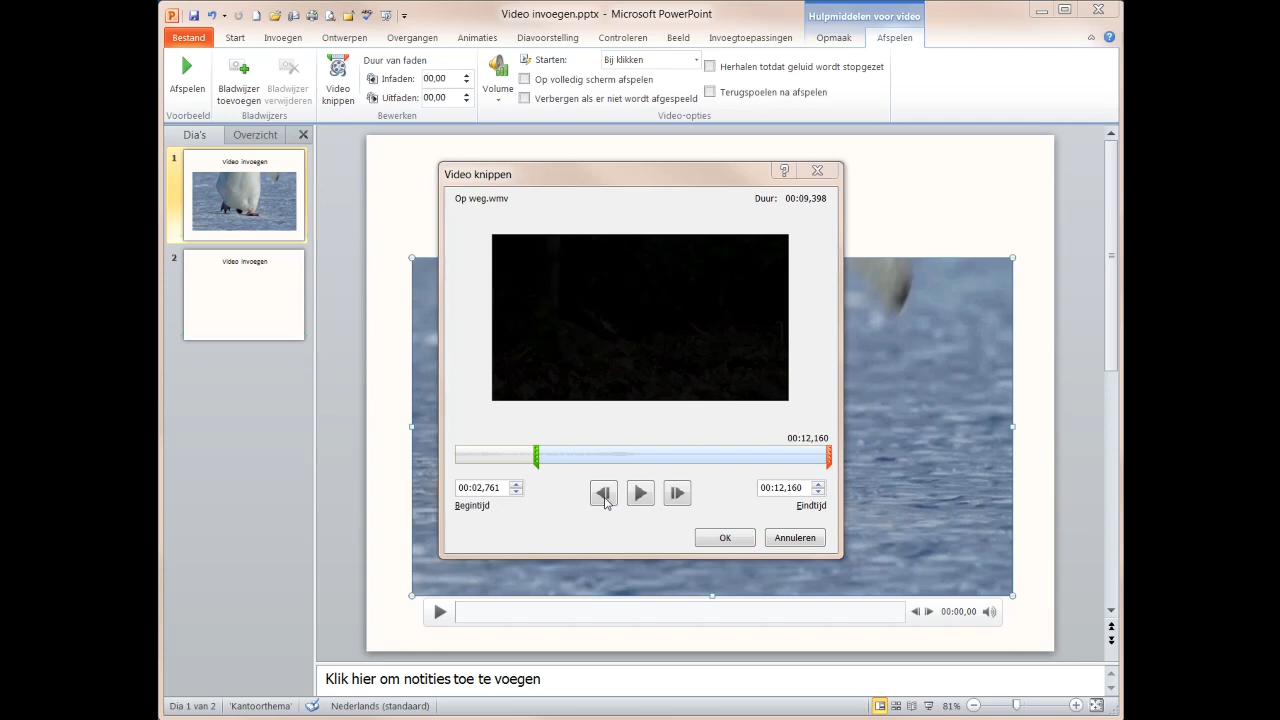 Video invoegen.pptx - Microsoft PowerPoint
Hulpmiddelen voor video
Bestand Start Invoegen Ontwerpen Overgangen Animaties Diavoorstelling Controleren Beeld Invoegtoepassingen Opmaak Afspelen
Afspelen
Voorbeeld
Bladwijzer toevoegen
Bladwijzer verwijderen
Bladwijzers
Video knippen
Duur van faden
Infaden: 00,00
Uitfaden: 00,00
Bewerken
Volume
Starten: Bij klikken
Op volledig scherm afspelen
Verbergen als er niet wordt afgespeeld
Herhalen totdat geluid wordt stopgezet
Terugspoelen na afspelen
Video-opties
Dia's Overzicht
1
Video invoegen
2
Video invoegen
Video knippen
Op weg.wmv Duur: 00:09,398
00:12,160
00:02,761 00:12,160
Begintijd Eindtijd
OK Annuleren
00:00,00
Klik hier om notities toe te voegen
Dia 1 van 2 'Kantoorthema' Nederlands (standaard) 81%